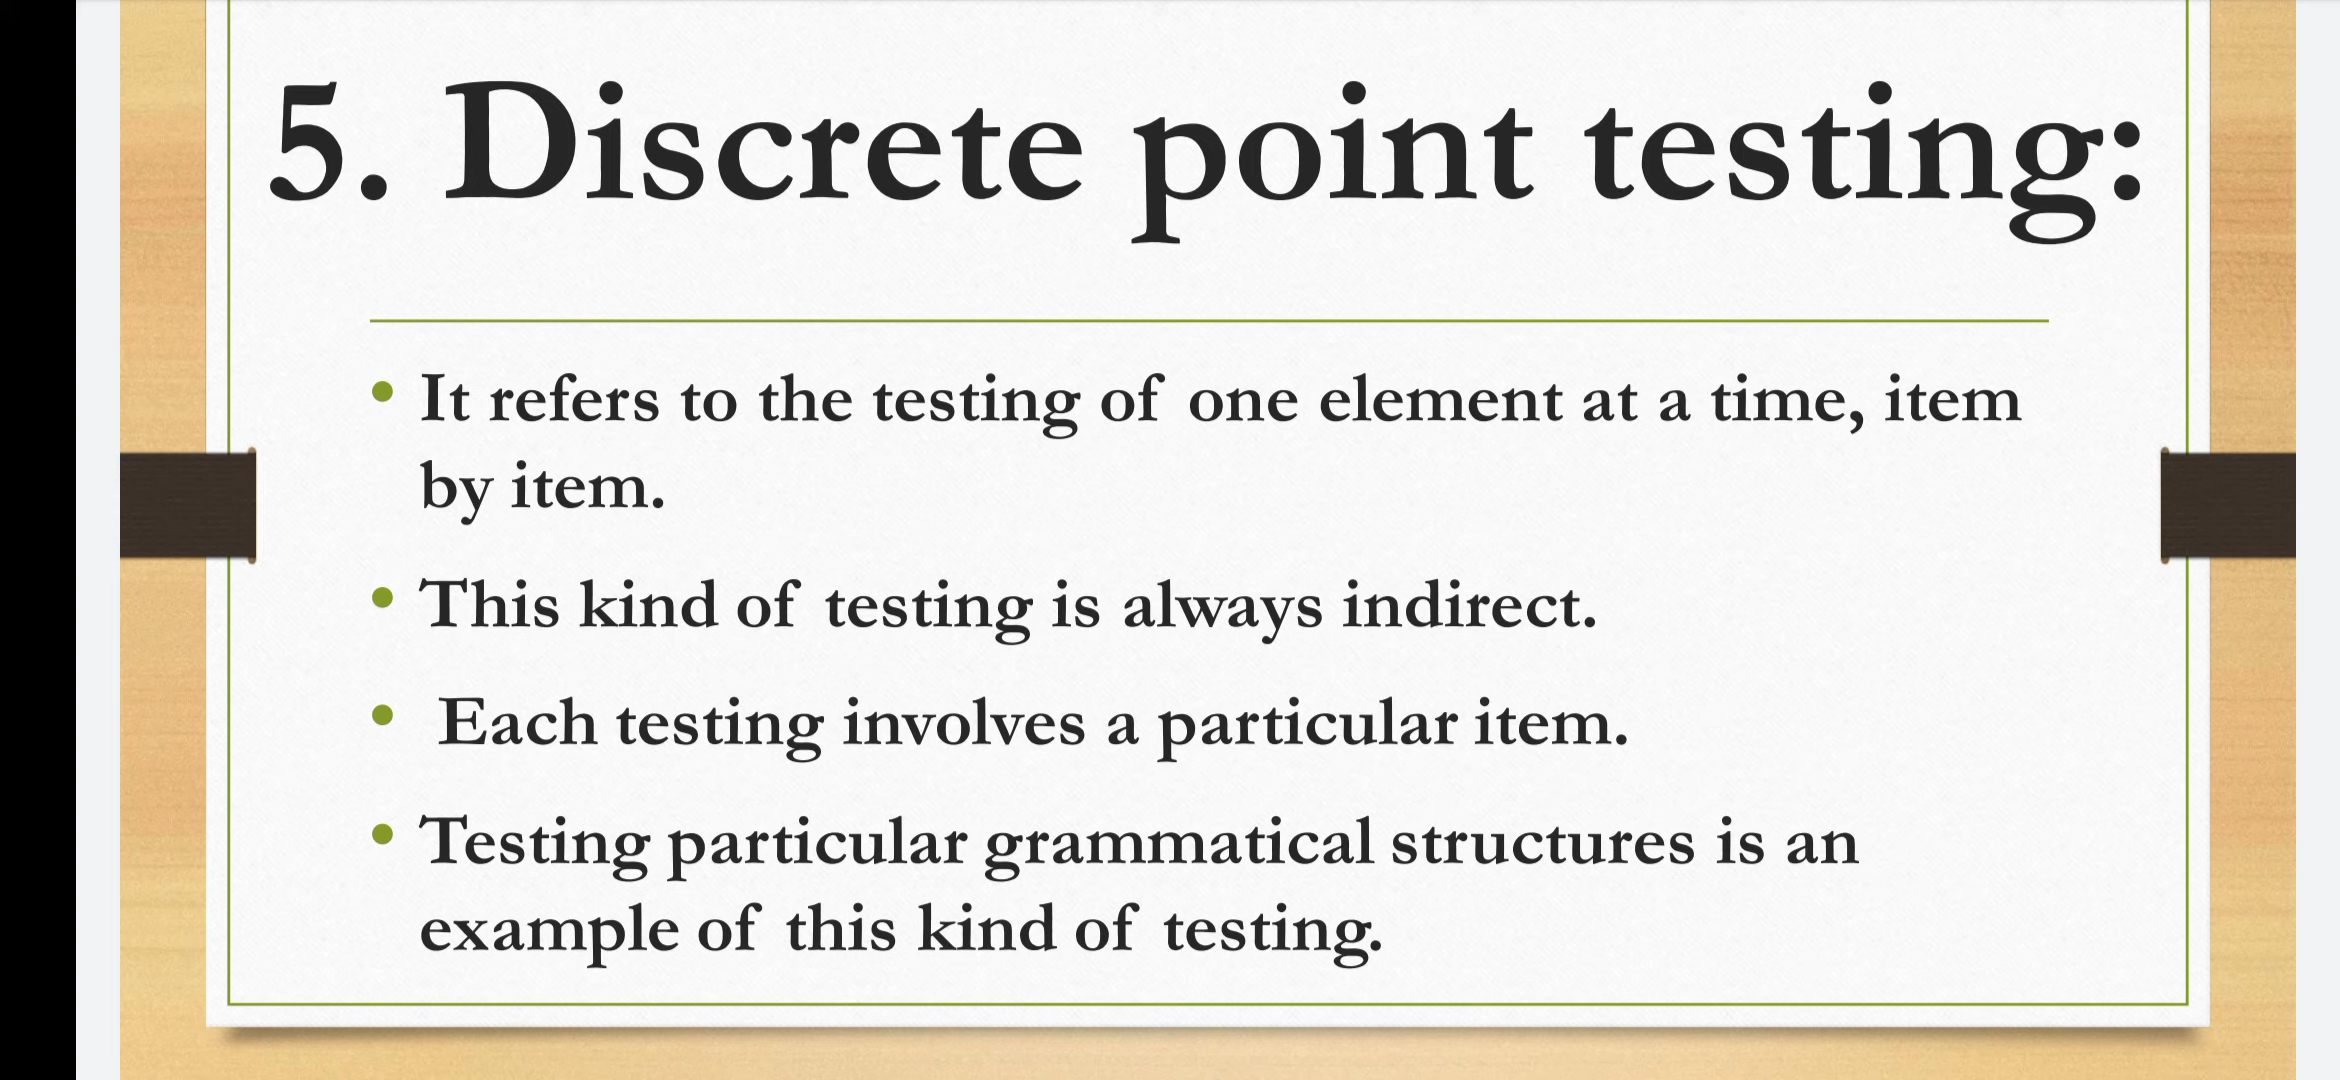 5. Discrete point testing:
• It refers to the testing of one element at a time, item
by item.
• This kind of testing is always indirect.
• Each testing involves a particular item.
• Testing particular grammatical structures is an
example of this kind of testing.